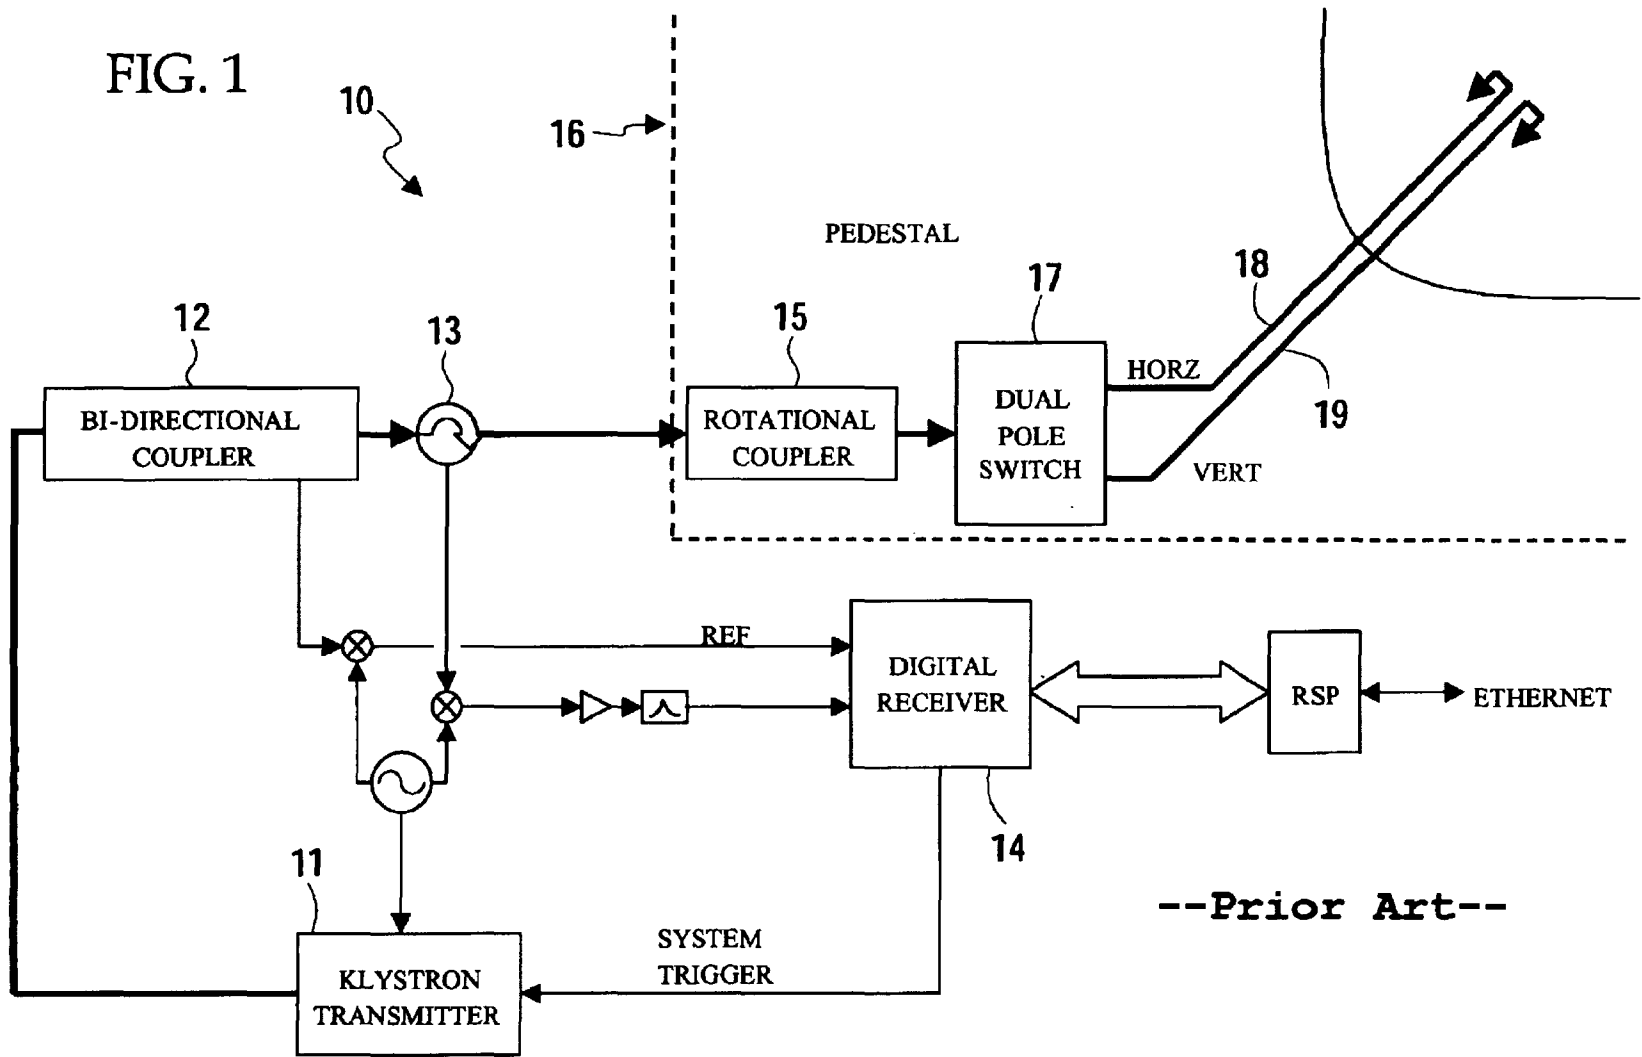 FIG. 1
10
16
PEDESTAL
18
17
12
15
13
HORZ
19
BI-DIRECTIONAL
COUPLER
ROTATIONAL
COUPLER
DUAL
POLE
SWITCH
VERT
REF
DIGITAL
RECEIVER
RSP
ETHERNET
14
11
--Prior Art--
SYSTEM
TRIGGER
KLYSTRON
TRANSMITTER